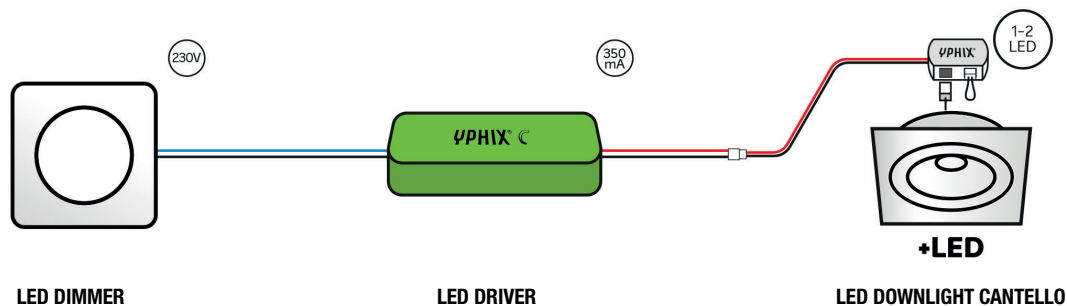 230V
350
mA
1-2
LED
YPHIX®
YPHIX® C
+LED
LED DIMMER
LED DRIVER
LED DOWNLIGHT CANTELLO